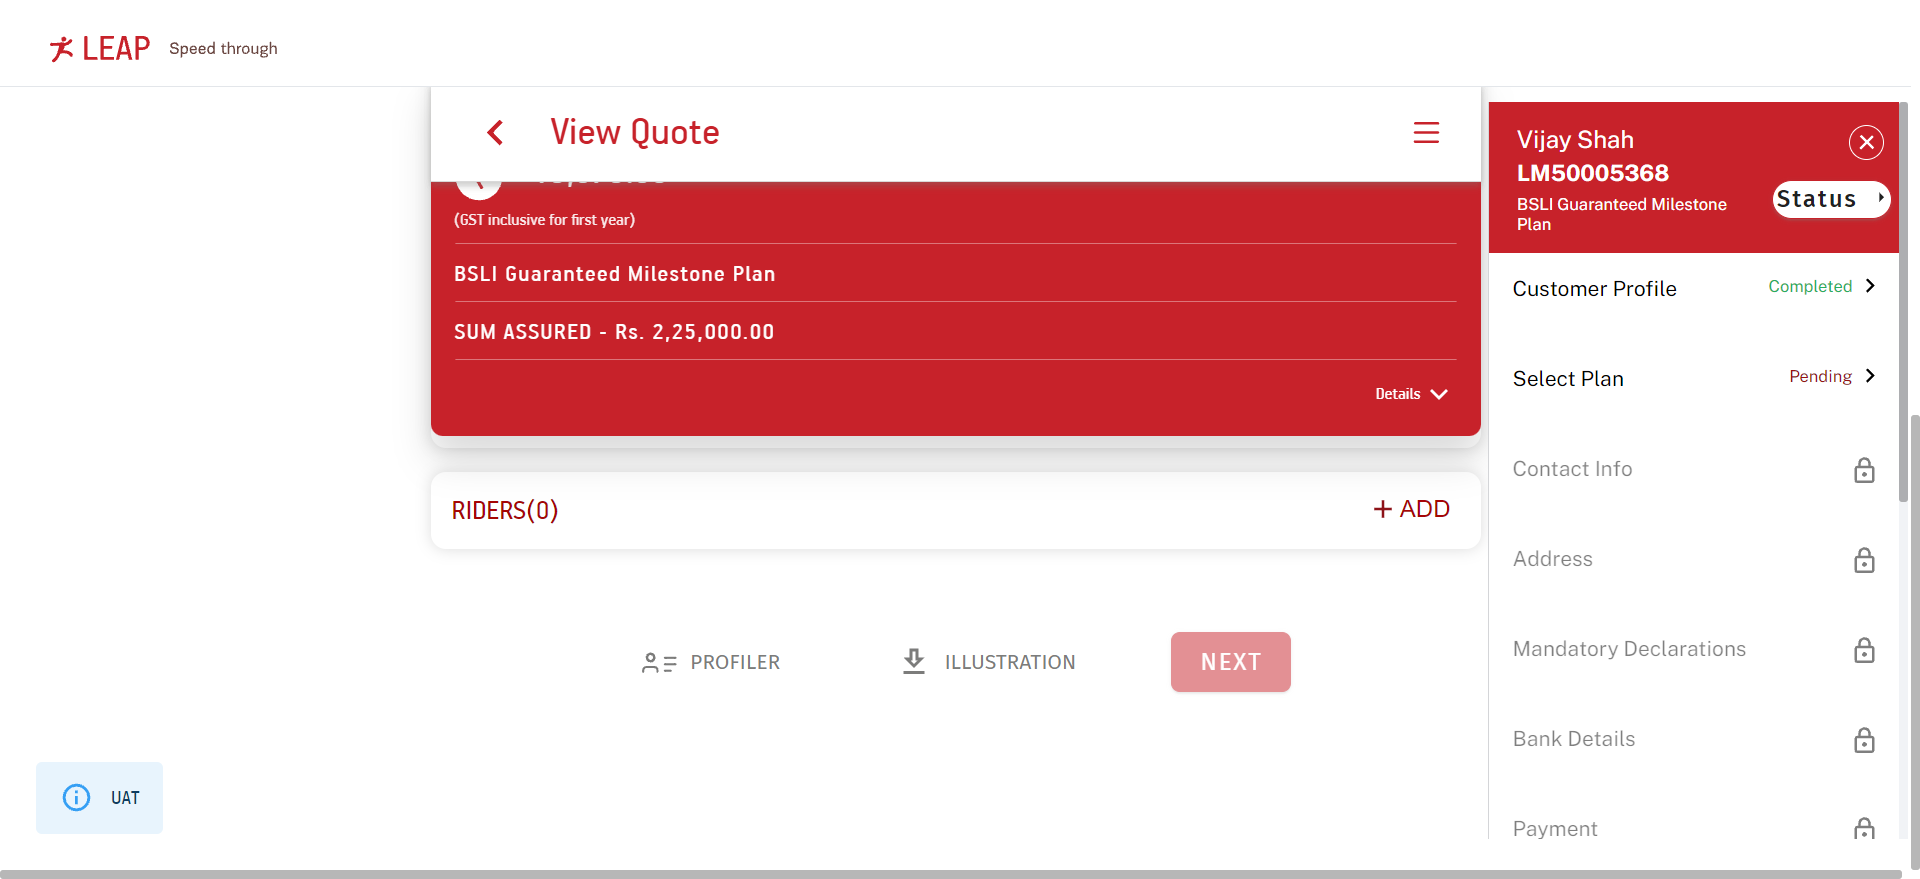 LEAP Speed through
View Quote
(GST inclusive for first year)
BSLI Guaranteed Milestone Plan
SUM ASSURED - Rs. 2,25,000.00
Details
RIDERS(0)
+ ADD
PROFILER
ILLUSTRATION
NEXT
UAT
Vijay Shah
LM50005368
BSLI Guaranteed Milestone
Plan
Status
Customer Profile Completed
Select Plan Pending
Contact Info
Address
Mandatory Declarations
Bank Details
Payment